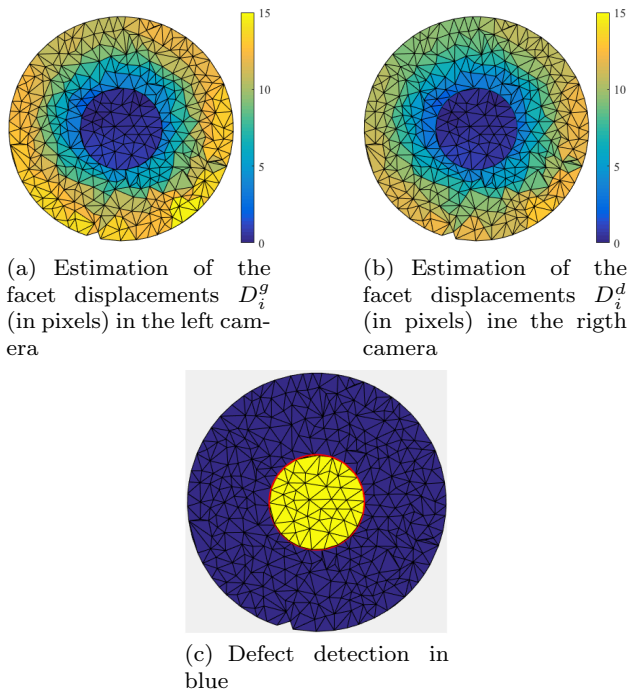 15
10
5
0
15
10
5
0
(a) Estimation of the
facet displacements D_i^g
(in pixels) in the left cam-
era
(b) Estimation of the
facet displacements D_i^d
(in pixels) ine the rigth
camera
(c) Defect detection in
blue